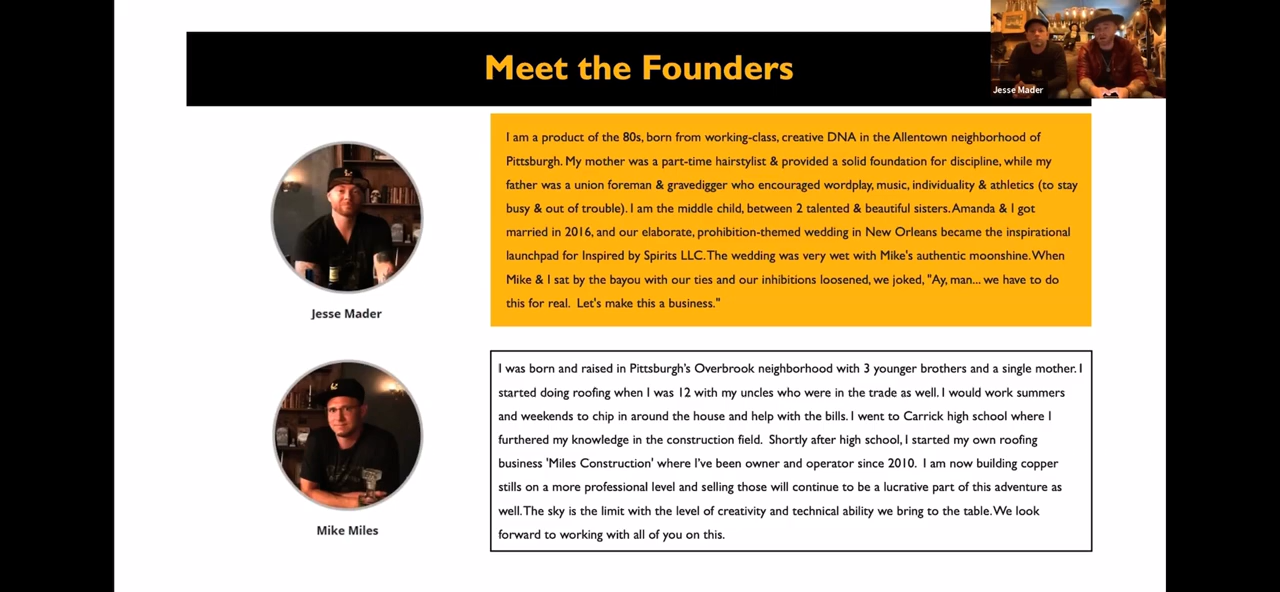 Meet the Founders
Jesse Mader
I am a product of the 80s, born from working-class, creative DNA in the Allentown neighborhood of
Pittsburgh. My mother was a part-time hairstylist & provided a solid foundation for discipline, while my
father was a union foreman & gravedigger who encouraged wordplay, music, individuality & athletics (to stay
busy & out of trouble). I am the middle child, between 2 talented & beautiful sisters. Amanda & I got
married in 2016, and our elaborate, prohibition-themed wedding in New Orleans became the inspirational
launchpad for Inspired by Spirits LLC. The wedding was very wet with Mike's authentic moonshine. When
Mike & I sat by the bayou with our ties and our inhibitions loosened, we joked, "Ay, man... we have to do
this for real. Let's make this a business."
Jesse Mader
I was born and raised in Pittsburgh's Overbrook neighborhood with 3 younger brothers and a single mother. I
started doing roofing when I was 12 with my uncles who were in the trade as well. I would work summers
and weekends to chip in around the house and help with the bills. I went to Carrick high school where I
furthered my knowledge in the construction field. Shortly after high school, I started my own roofing
business 'Miles Construction' where I've been owner and operator since 2010. I am now building copper
stills on a more professional level and selling those will continue to be a lucrative part of this adventure as
well. The sky is the limit with the level of creativity and technical ability we bring to the table. We look
forward to working with all of you on this.
Mike Miles